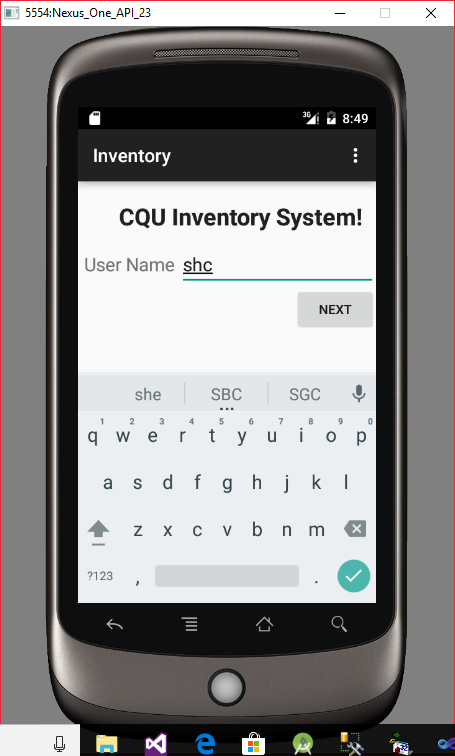 5554:Nexus_One_API_23
3G 8:49
Inventory
CQU Inventory System!
User Name shc
NEXT
she SBC SGC
1 2 3 4 5 6 7 8 9 0
q w e r t y u i o p
a s d f g h j k l
z x c v b n m
?123 , .